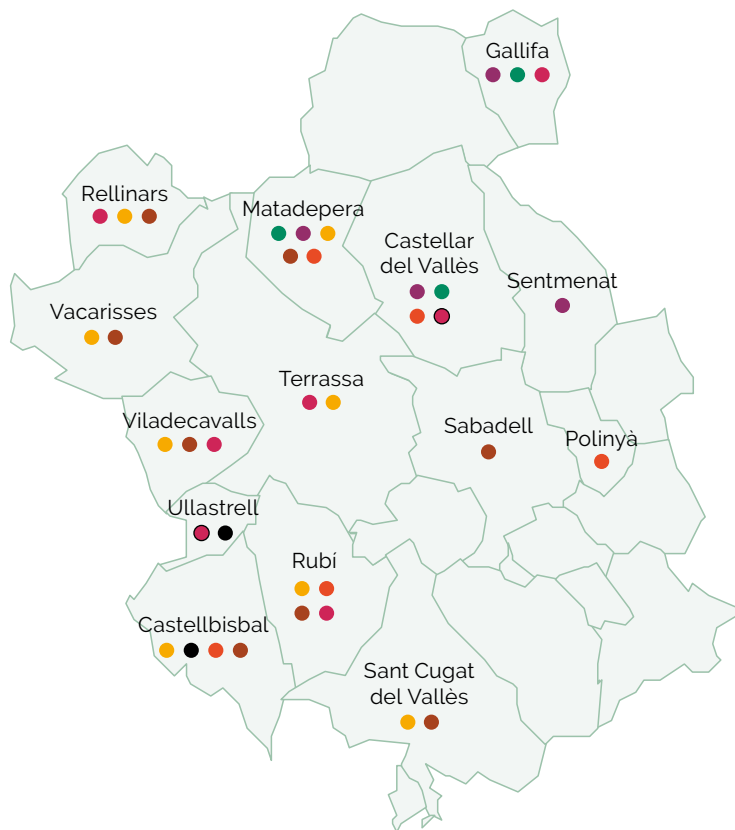 Gallifa
Rellinars
Matadepera
Castellar
del Vallès
Sentmenat
Vacarisses
Terrassa
Viladecavalls
Sabadell
Polinyà
Ullastrell
Rubí
Castellbisbal
Sant Cugat
del Vallès